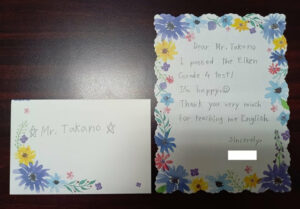 ☆Mr. Takano☆
Dear Mr. Takano
I passed the Eiken
Grade 4 test!
I'm happy☺
Thank you very much
for teaching me English.
Sincerely,